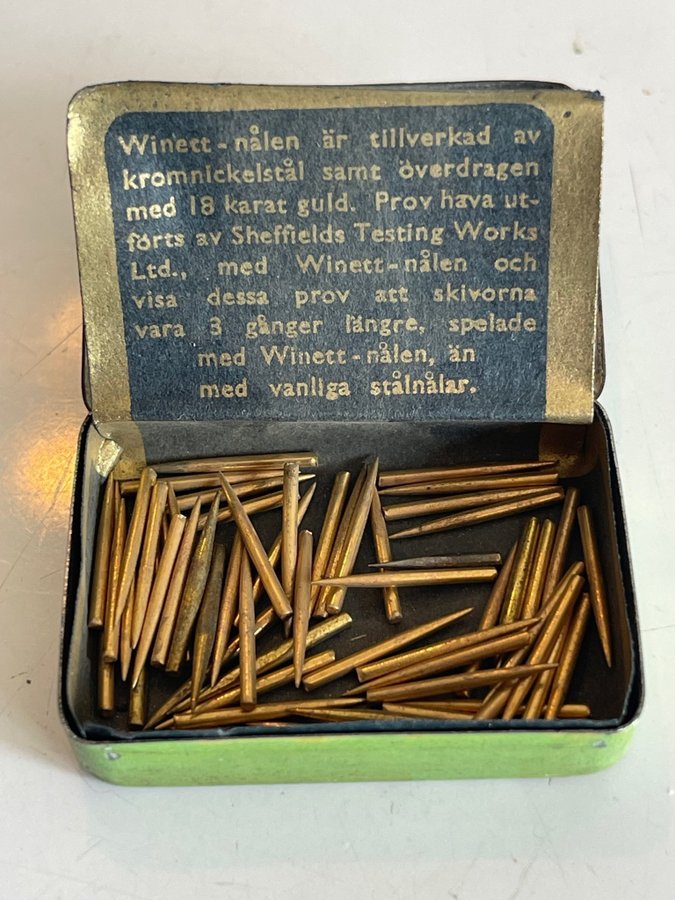 Winett-nålen är tillverkad av
kromnickelstål samt överdragen
med 18 karat guld. Prov hava ut-
förts av Sheffields Testing Works
Ltd., med Winett-nålen och
visa dessa prov att skivorna
vara 3 gånger längre, spelade
med Winett-nålen, än
med vanliga stålnålar.